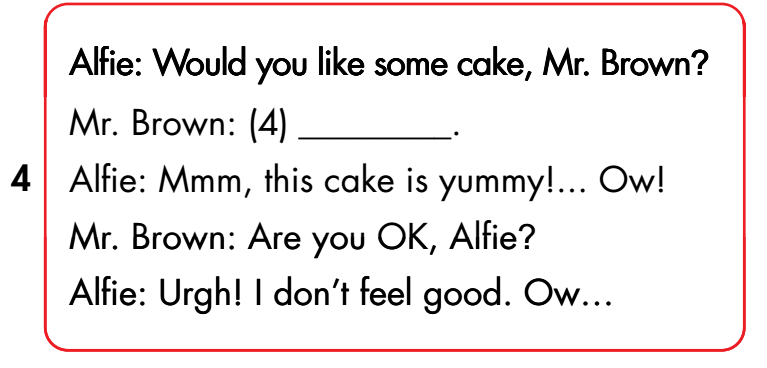 Alfie: Would you like some cake, Mr. Brown?
Mr. Brown: (4) _________.
4 Alfie: Mmm, this cake is yummy!... Ow!
Mr. Brown: Are you OK, Alfie?
Alfie: Urgh! I don't feel good. Ow...